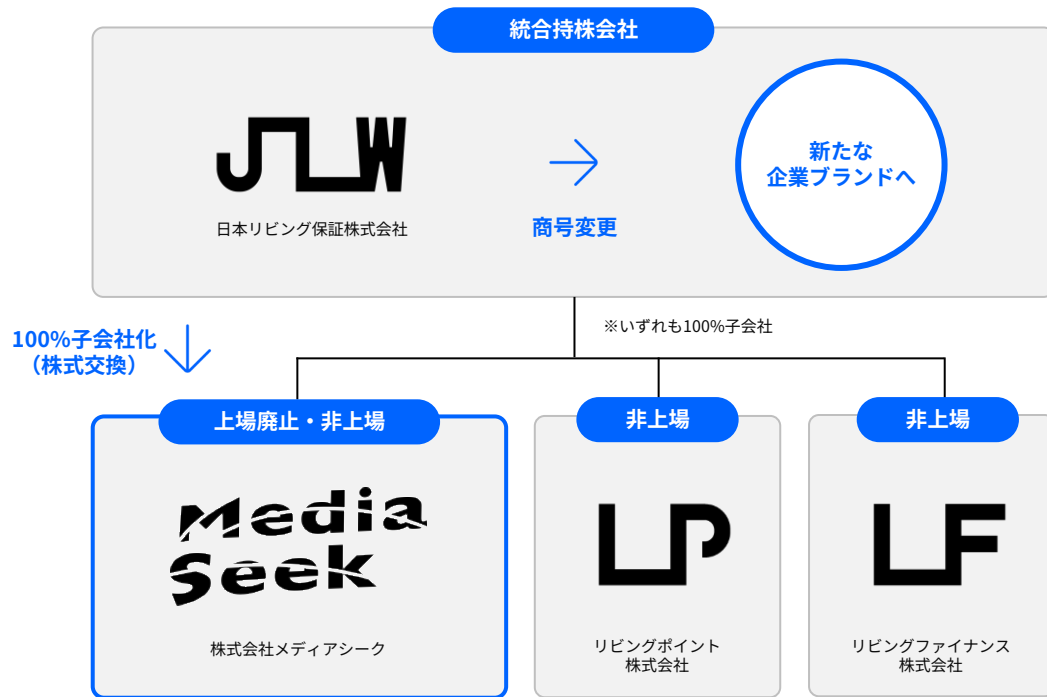 統合持株会社
JLW
新たな
企業ブランドへ
日本リビング保証株式会社
商号変更
※いずれも100%子会社
100%子会社化
（株式交換）
上場廃止・非上場
非上場
非上場
Media
Seek
LP
LF
株式会社メディアシーク
リビングポイント
株式会社
リビングファイナンス
株式会社